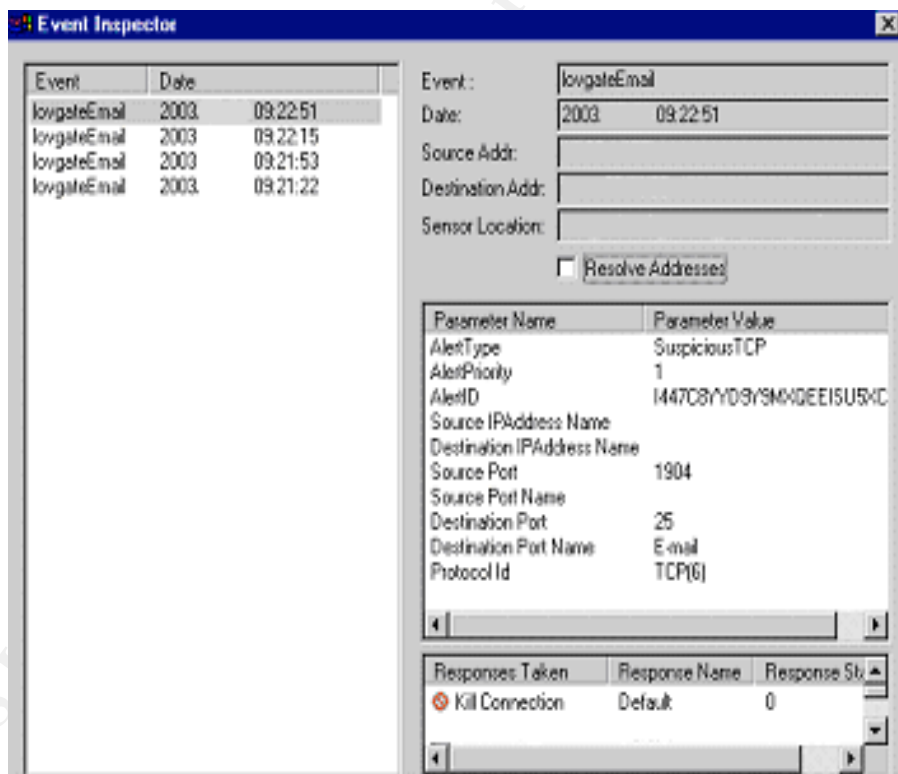 Event Inspector
Event Date
lovgateEmail 2003. 09:22:51
lovgateEmail 2003 09:22:15
lovgateEmail 2003 09:21:53
lovgateEmail 2003. 09:21:22
Event : lovgateEmail
Date: 2003. 09:22:51
Source Addr:
Destination Addr:
Sensor Location:
Resolve Addresses
Parameter Name Parameter Value
AlertType SuspiciousTCP
AlertPriority 1
AlertID
Source IPAddress Name
Destination IPAddress Name
Source Port 1904
Source Port Name
Destination Port 25
Destination Port Name E-mail
Protocol Id TCP(6)
Responses Taken Response Name Response Sta
Kill Connection Default 0